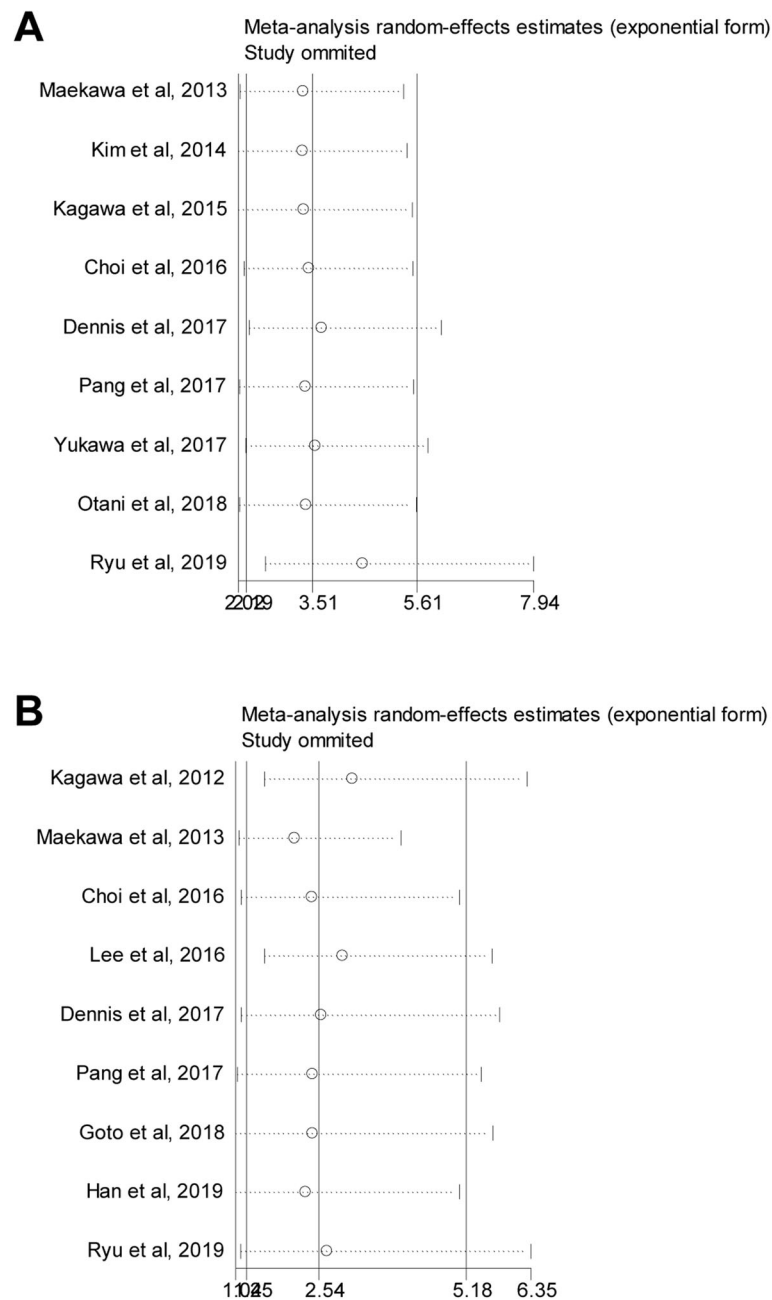 A
Meta-analysis random-effects estimates (exponential form)
Study ommited
Maekawa et al, 2013
Kim et al, 2014
Kagawa et al, 2015
Choi et al, 2016
Dennis et al, 2017
Pang et al, 2017
Yukawa et al, 2017
Otani et al, 2018
Ryu et al, 2019
2.02 2.19 3.51 5.61 7.94
B
Meta-analysis random-effects estimates (exponential form)
Study ommited
Kagawa et al, 2012
Maekawa et al, 2013
Choi et al, 2016
Lee et al, 2016
Dennis et al, 2017
Pang et al, 2017
Goto et al, 2018
Han et al, 2019
Ryu et al, 2019
2.54 5.18 6.35